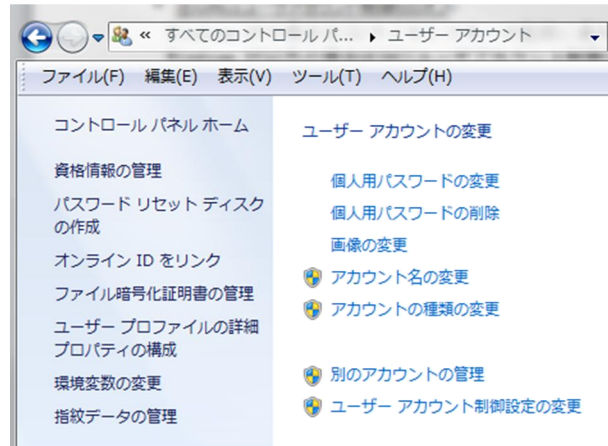 « すべてのコントロール パ... ▸ ユーザー アカウント
ファイル(F) 編集(E) 表示(V) ツール(T) ヘルプ(H)
コントロール パネル ホーム
資格情報の管理
パスワード リセット ディスク
の作成
オンライン ID をリンク
ファイル暗号化証明書の管理
ユーザー プロファイルの詳細
プロパティの構成
環境変数の変更
指紋データの管理
ユーザー アカウントの変更
個人用パスワードの変更
個人用パスワードの削除
画像の変更
アカウント名の変更
アカウントの種類の変更
別のアカウントの管理
ユーザー アカウント制御設定の変更